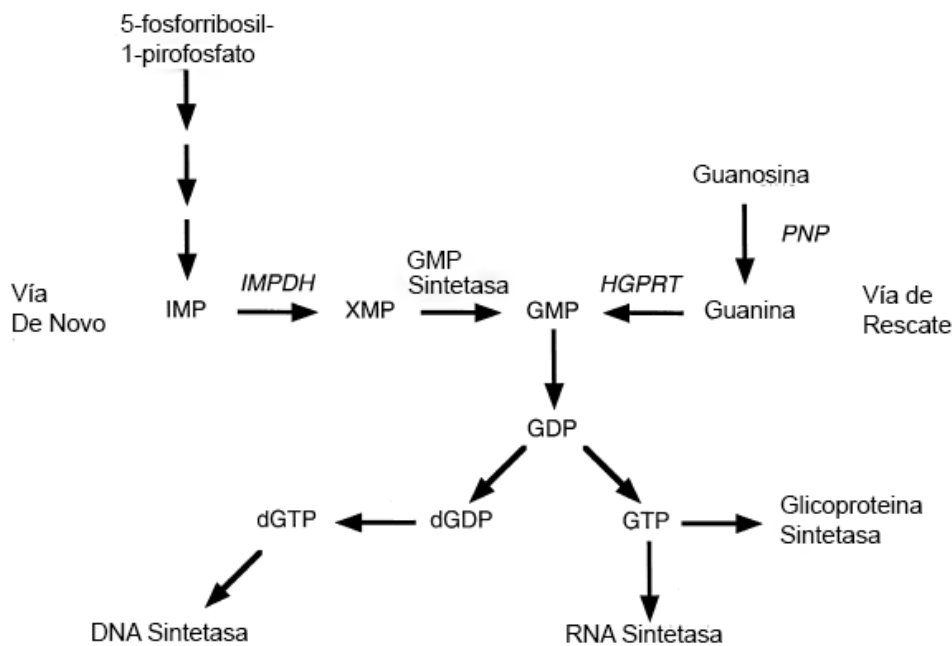 5-fosforribosil-
1-pirofosfato
Guanosina
PNP
IMPDH
GMP
Sintetasa
HGPRT
Vía
De Novo
IMP
XMP
GMP
Guanina
Vía de
Rescate
GDP
dGTP
dGDP
GTP
Glicoproteina
Sintetasa
DNA Sintetasa
RNA Sintetasa